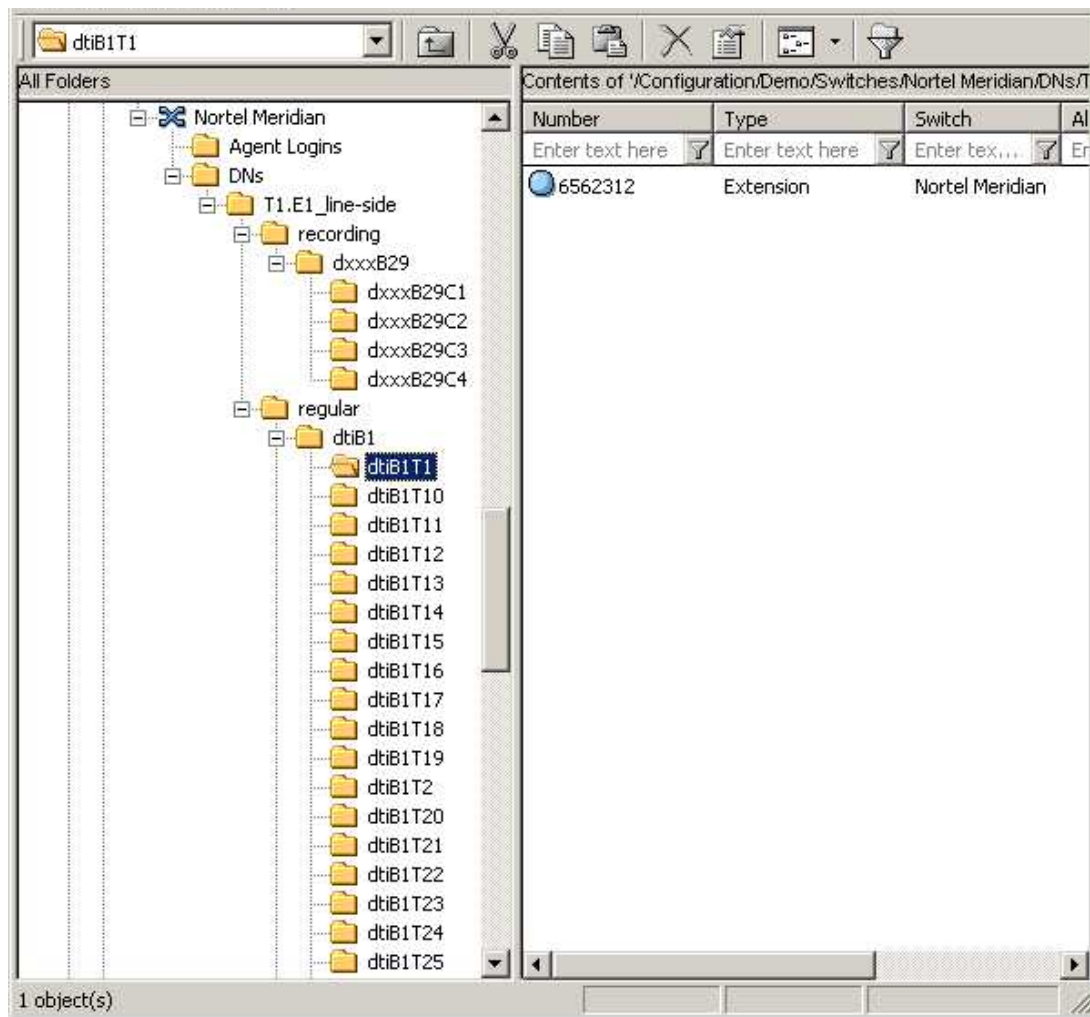 dtiB1T1
All Folders
Contents of '/Configuration/Demo/Switches/Nortel Meridian/DNs/T
Nortel Meridian
Agent Logins
DNs
T1.E1_line-side
recording
dxxxB29
dxxxB29C1
dxxxB29C2
dxxxB29C3
dxxxB29C4
regular
dtiB1
dtiB1T1
dtiB1T10
dtiB1T11
dtiB1T12
dtiB1T13
dtiB1T14
dtiB1T15
dtiB1T16
dtiB1T17
dtiB1T18
dtiB1T19
dtiB1T2
dtiB1T20
dtiB1T21
dtiB1T22
dtiB1T23
dtiB1T24
dtiB1T25
Number Type Switch Al
Enter text here Enter text here Enter tex... Er
6562312 Extension Nortel Meridian
1 object(s)